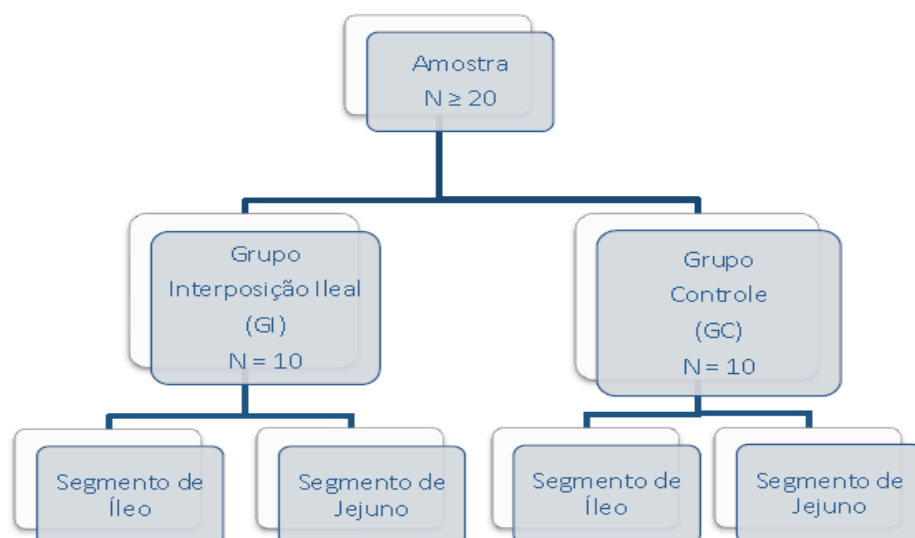 Amostra
N ≥ 20
Grupo
Interposição Ileal
(GI)
N = 10
Grupo
Controle
(GC)
N = 10
Segmento de
Íleo
Segmento de
Jejuno
Segmento de
Íleo
Segmento de
Jejuno